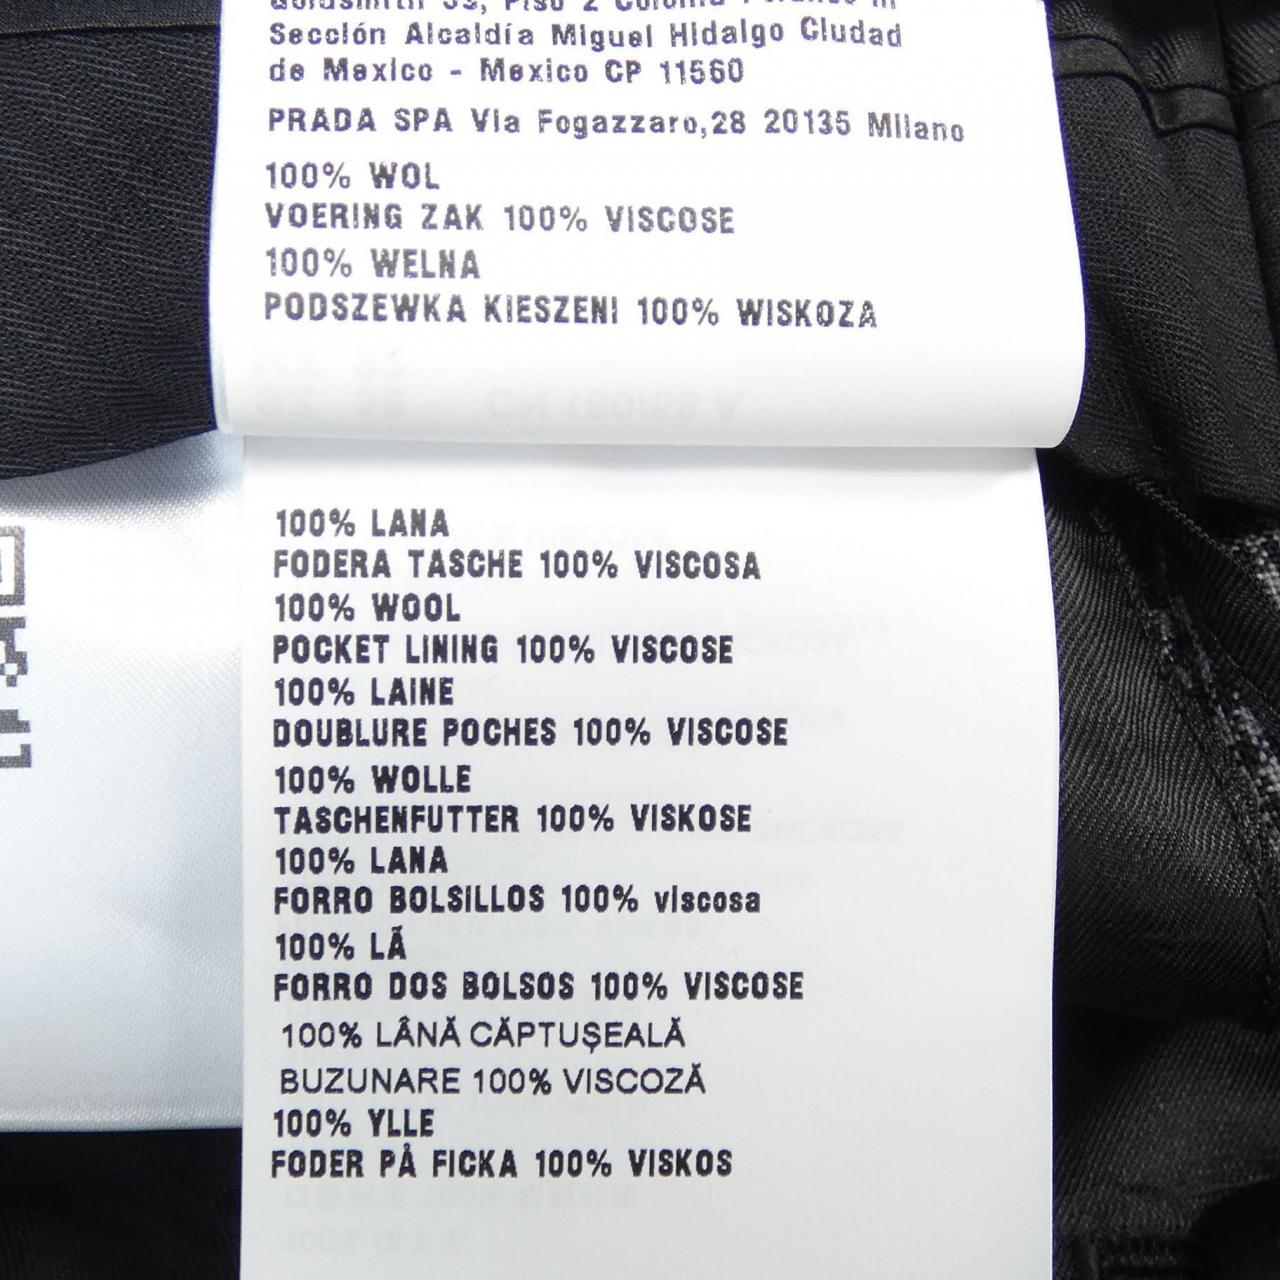 Sección Alcaldía Miguel Hidalgo Ciudad
de Mexico - Mexico CP 11560
PRADA SPA Via Fogazzaro,28 20135 Milano
100% WOL
VOERING ZAK 100% VISCOSE
100% WELNA
PODSZEWKA KIESZENI 100% WISKOZA
100% LANA
FODERA TASCHE 100% VISCOSA
100% WOOL
POCKET LINING 100% VISCOSE
100% LAINE
DOUBLURE POCHES 100% VISCOSE
100% WOLLE
TASCHENFUTTER 100% VISKOSE
100% LANA
FORRO BOLSILLOS 100% viscosa
100% LÃ
FORRO DOS BOLSOS 100% VISCOSE
100% LÂNĂ CĂPTUȘEALĂ
BUZUNARE 100% VISCOZĂ
100% YLLE
FODER PÅ FICKA 100% VISKOS